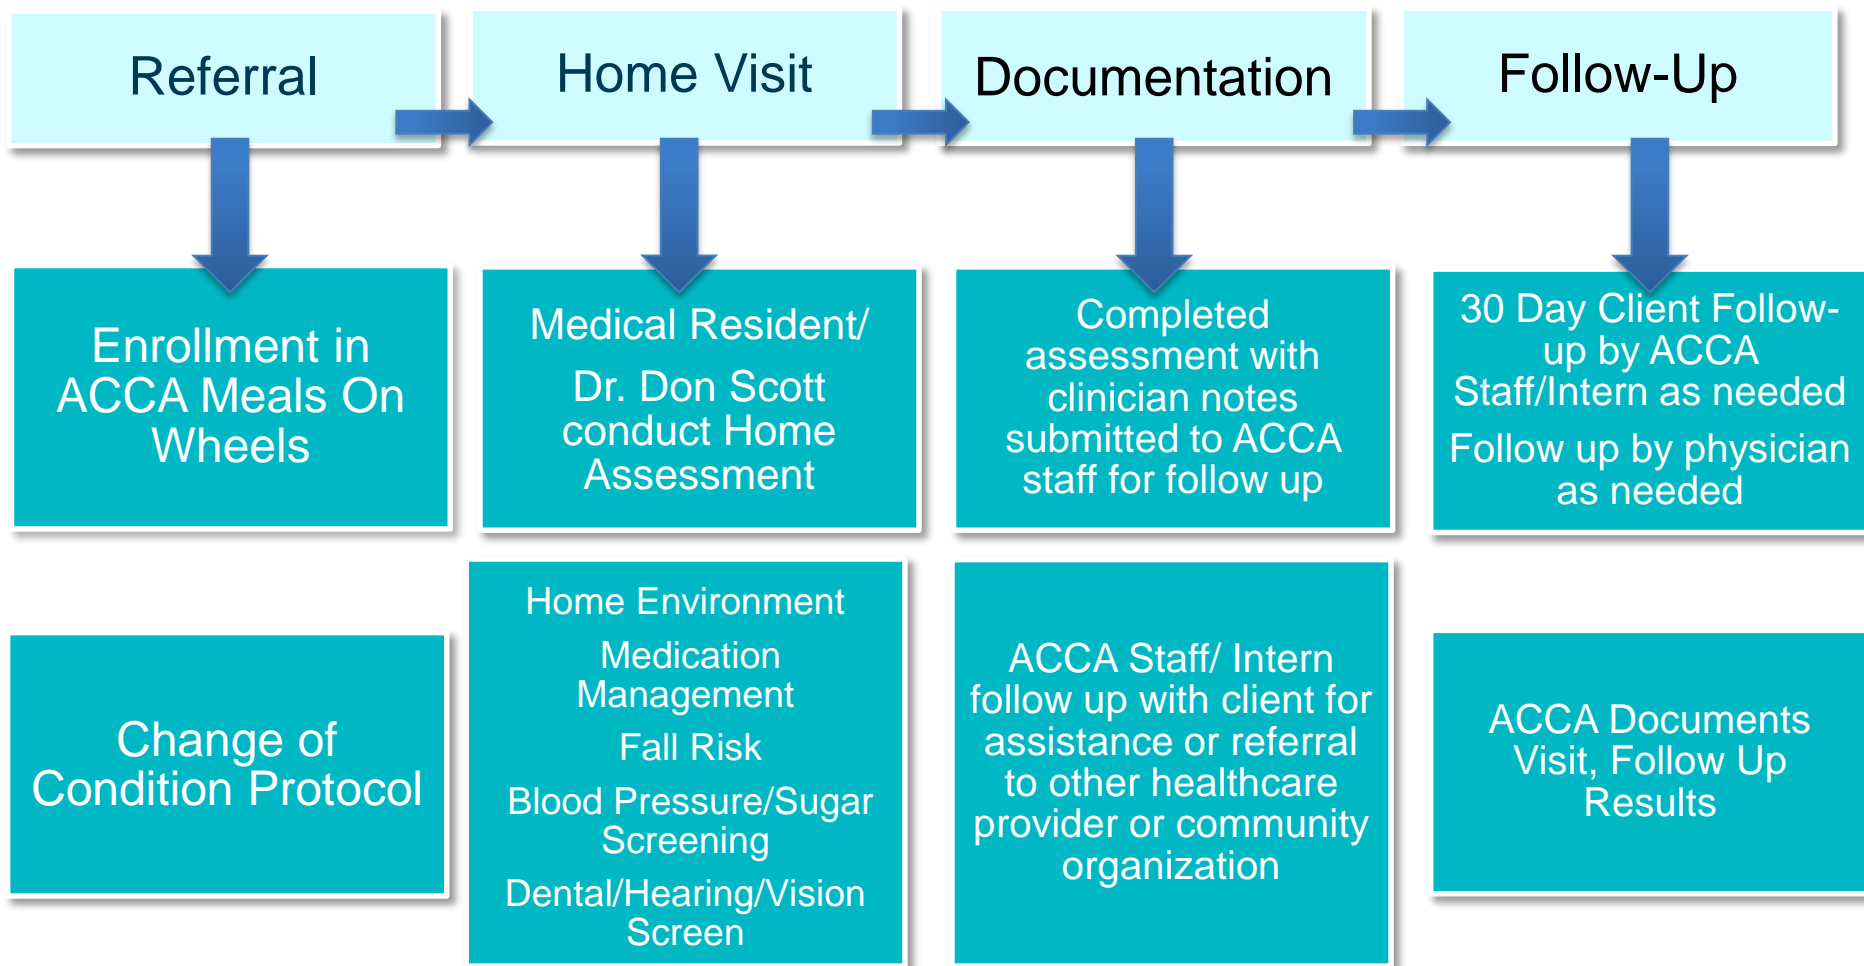 Referral
Home Visit
Documentation
Follow-Up
Enrollment in
ACCA Meals On
Wheels
Medical Resident/
Dr. Don Scott
conduct Home
Assessment
Completed
assessment with
clinician notes
submitted to ACCA
staff for follow up
30 Day Client Follow-
up by ACCA
Staff/Intern as needed
Follow up by physician
as needed
Change of
Condition Protocol
Home Environment
Medication
Management
Fall Risk
Blood Pressure/Sugar
Screening
Dental/Hearing/Vision
Screen
ACCA Staff/ Intern
follow up with client for
assistance or referral
to other healthcare
provider or community
organization
ACCA Documents
Visit, Follow Up
Results